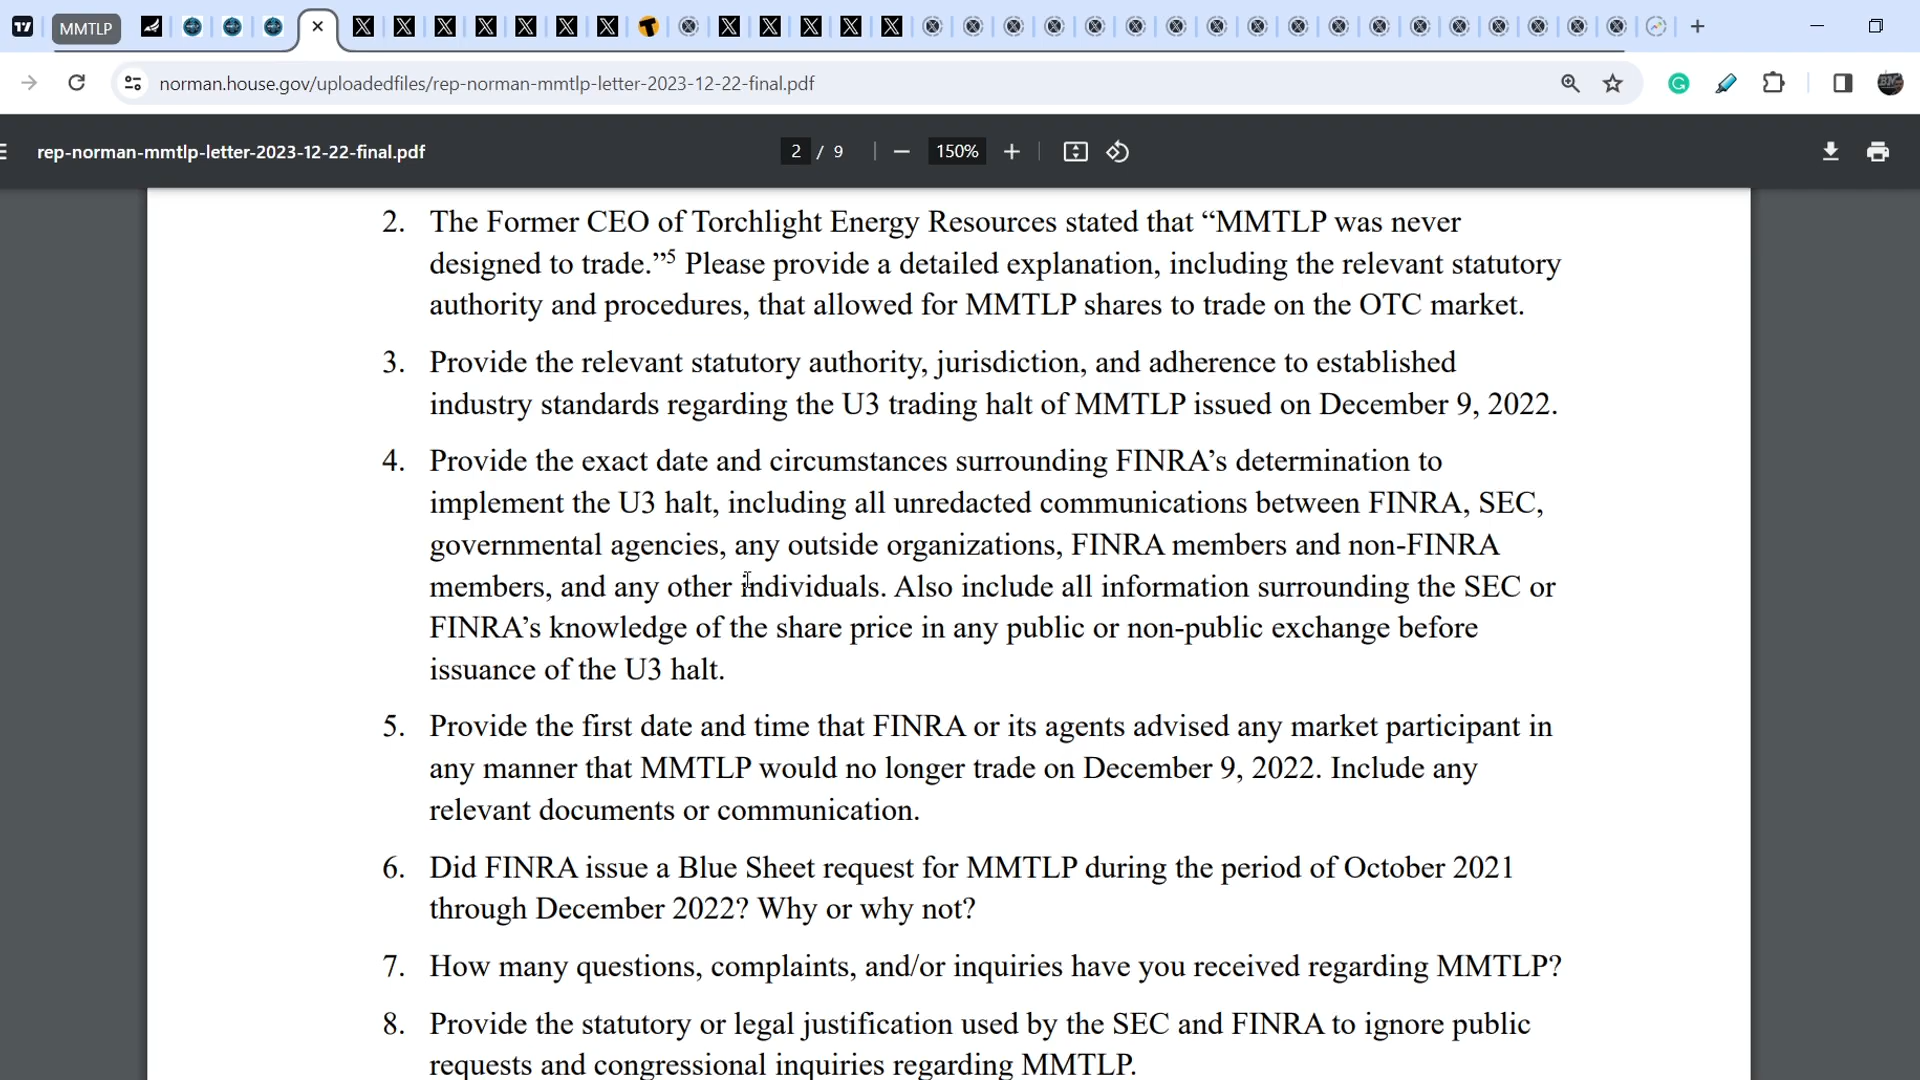 MMTLP
norman.house.gov/uploadedfiles/rep-norman-mmtlp-letter-2023-12-22-final.pdf
rep-norman-mmtlp-letter-2023-12-22-final.pdf
2 / 9
150%
2. The Former CEO of Torchlight Energy Resources stated that “MMTLP was never
designed to trade.”5 Please provide a detailed explanation, including the relevant statutory
authority and procedures, that allowed for MMTLP shares to trade on the OTC market.
3. Provide the relevant statutory authority, jurisdiction, and adherence to established
industry standards regarding the U3 trading halt of MMTLP issued on December 9, 2022.
4. Provide the exact date and circumstances surrounding FINRA’s determination to
implement the U3 halt, including all unredacted communications between FINRA, SEC,
governmental agencies, any outside organizations, FINRA members and non-FINRA
members, and any other individuals. Also include all information surrounding the SEC or
FINRA’s knowledge of the share price in any public or non-public exchange before
issuance of the U3 halt.
5. Provide the first date and time that FINRA or its agents advised any market participant in
any manner that MMTLP would no longer trade on December 9, 2022. Include any
relevant documents or communication.
6. Did FINRA issue a Blue Sheet request for MMTLP during the period of October 2021
through December 2022? Why or why not?
7. How many questions, complaints, and/or inquiries have you received regarding MMTLP?
8. Provide the statutory or legal justification used by the SEC and FINRA to ignore public
requests and congressional inquiries regarding MMTLP.